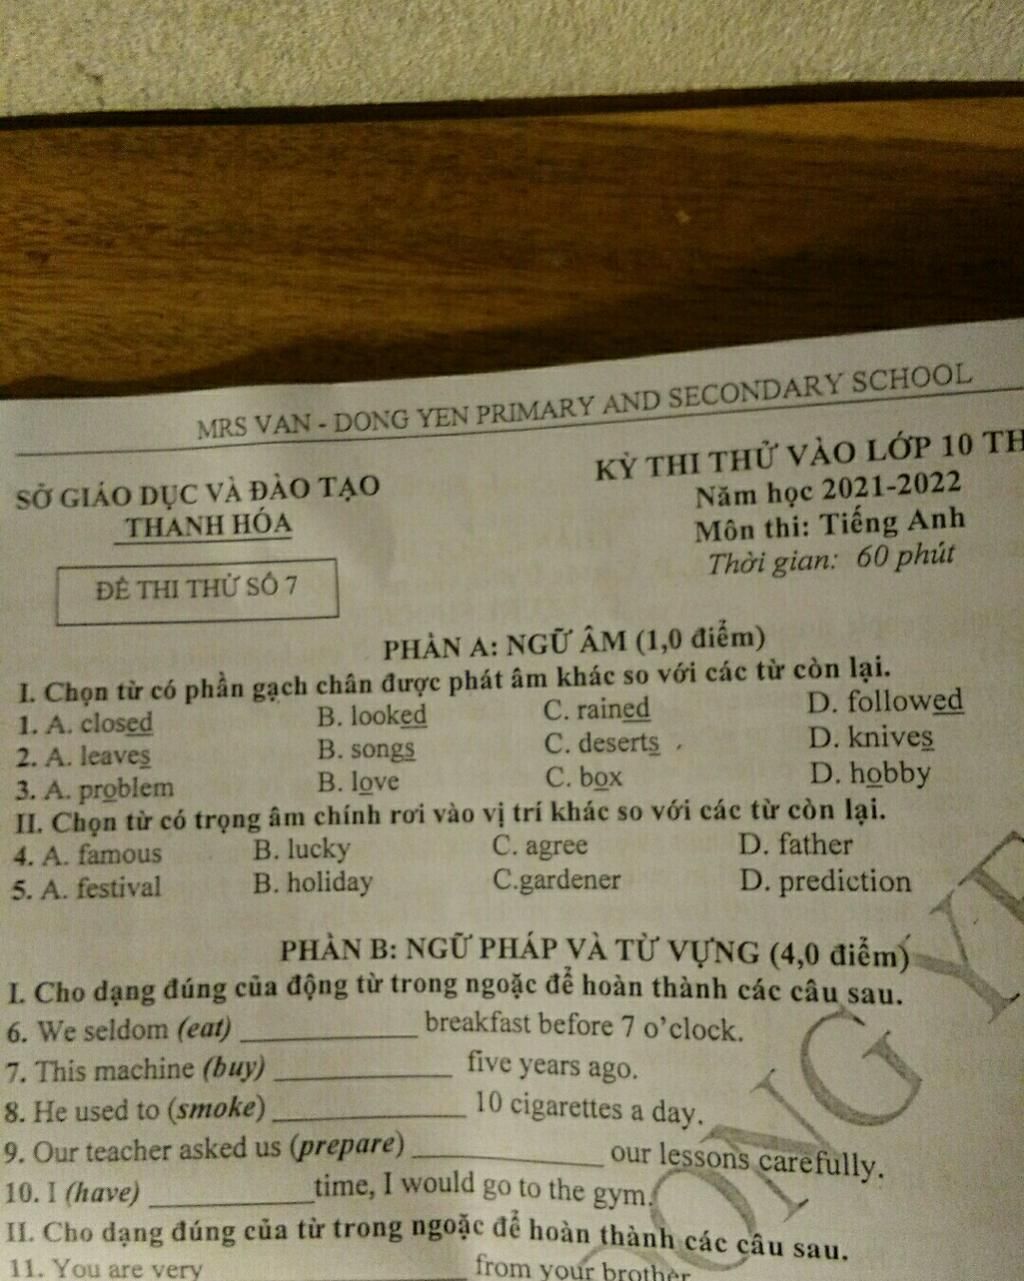 MRS VAN - DONG YEN PRIMARY AND SECONDARY SCHOOL
SỞ GIÁO DỤC VÀ ĐÀO TẠO
THANH HÓA
ĐỀ THI THỬ SỐ 7
KỲ THI THỬ VÀO LỚP 10 TH
Năm học 2021-2022
Môn thi: Tiếng Anh
Thời gian: 60 phút
PHẦN A: NGỮ ÂM (1,0 điểm)
I. Chọn từ có phần gạch chân được phát âm khác so với các từ còn lại.
1. A. closed B. looked C. rained D. followed
2. A. leaves B. songs C. deserts D. knives
3. A. problem B. love C. box D. hobby
II. Chọn từ có trọng âm chính rơi vào vị trí khác so với các từ còn lại.
4. A. famous B. lucky C. agree D. father
5. A. festival B. holiday C.gardener D. prediction
PHẦN B: NGỮ PHÁP VÀ TỪ VỰNG (4,0 điểm)
I. Cho dạng đúng của động từ trong ngoặc để hoàn thành các câu sau.
6. We seldom (eat) ______ breakfast before 7 o’clock.
7. This machine (buy) ______ five years ago.
8. He used to (smoke) ______ 10 cigarettes a day.
9. Our teacher asked us (prepare) ______ our lessons carefully.
10. I (have) ______ time, I would go to the gym.
II. Cho dạng đúng của từ trong ngoặc để hoàn thành các câu sau.
11. You are very ______ from your brother